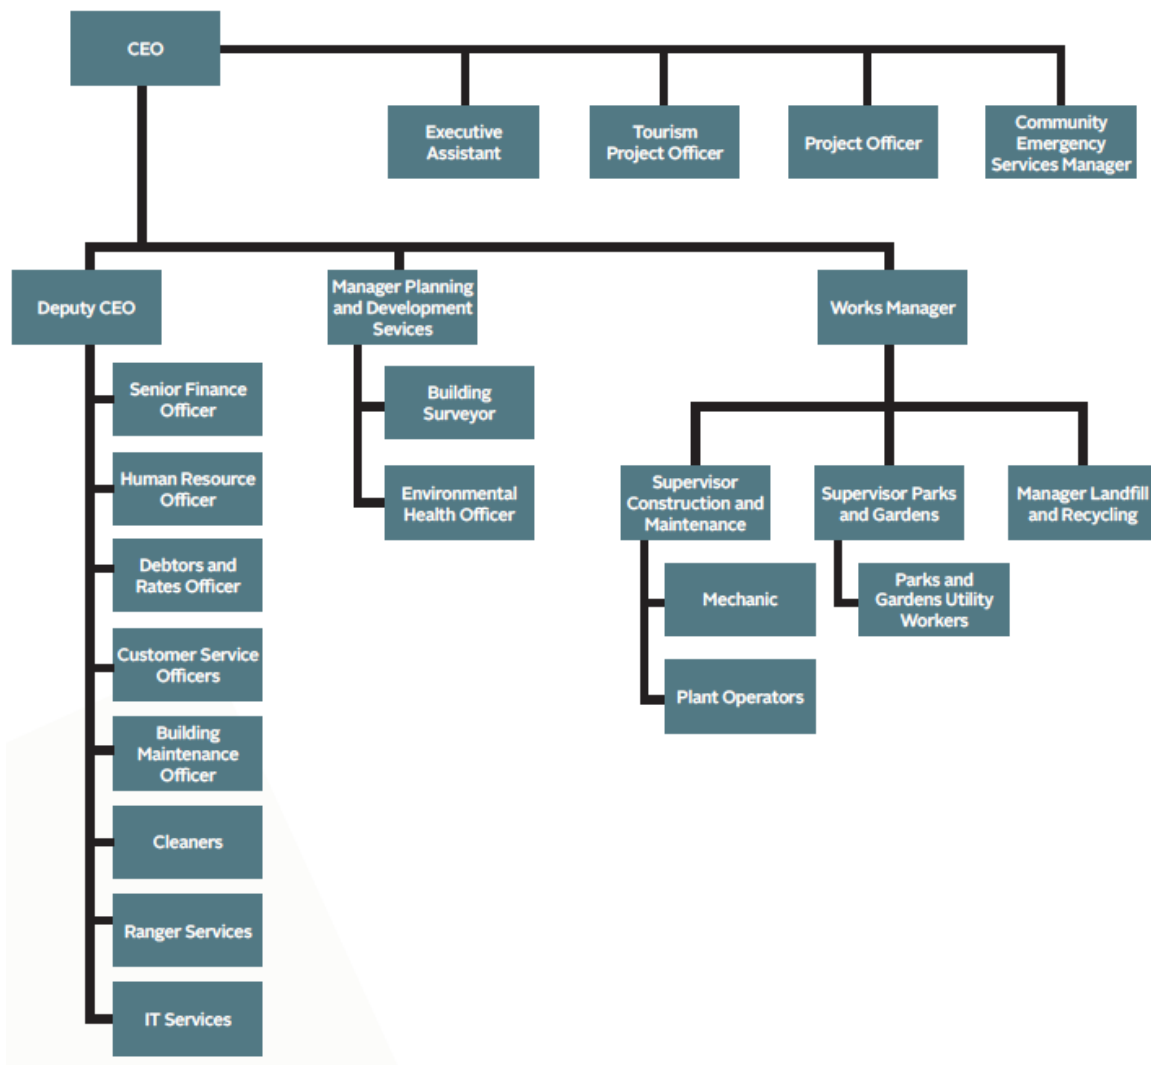 CEO
Executive
Assistant
Tourism
Project Officer
Project Officer
Community
Emergency
Services Manager
Deputy CEO
Manager Planning
and Development
Sevices
Works Manager
Senior Finance
Officer
Human Resource
Officer
Debtors and
Rates Officer
Customer Service
Officers
Building
Maintenance
Officer
Cleaners
Ranger Services
IT Services
Building
Surveyor
Environmental
Health Officer
Supervisor
Construction and
Maintenance
Mechanic
Plant Operators
Supervisor Parks
and Gardens
Parks and
Gardens Utility
Workers
Manager Landfill
and Recycling